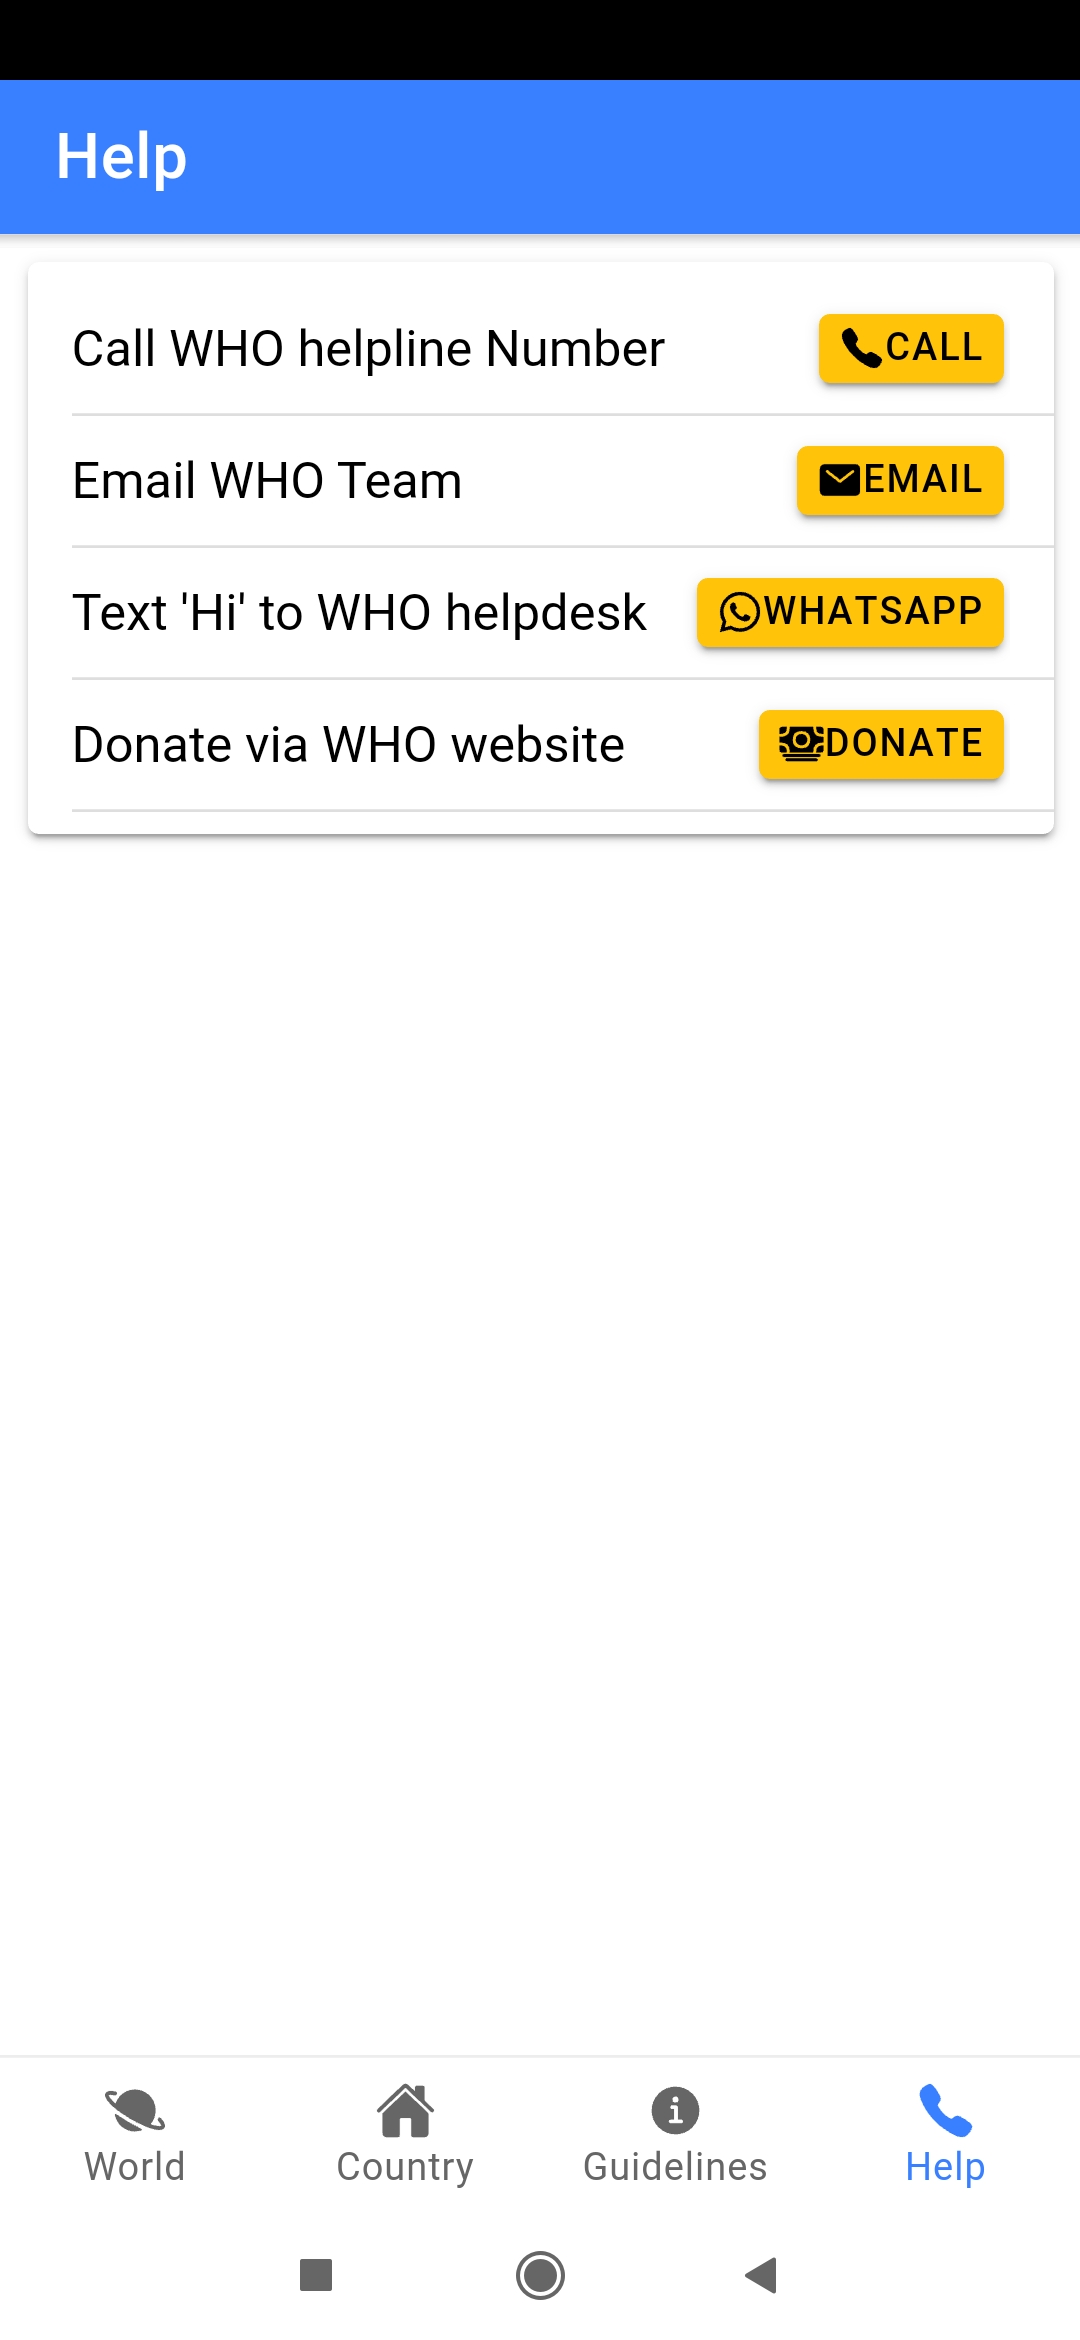 Help
Call WHO helpline Number CALL
Email WHO Team EMAIL
Text 'Hi' to WHO helpdesk WHATSAPP
Donate via WHO website DONATE
World Country Guidelines Help